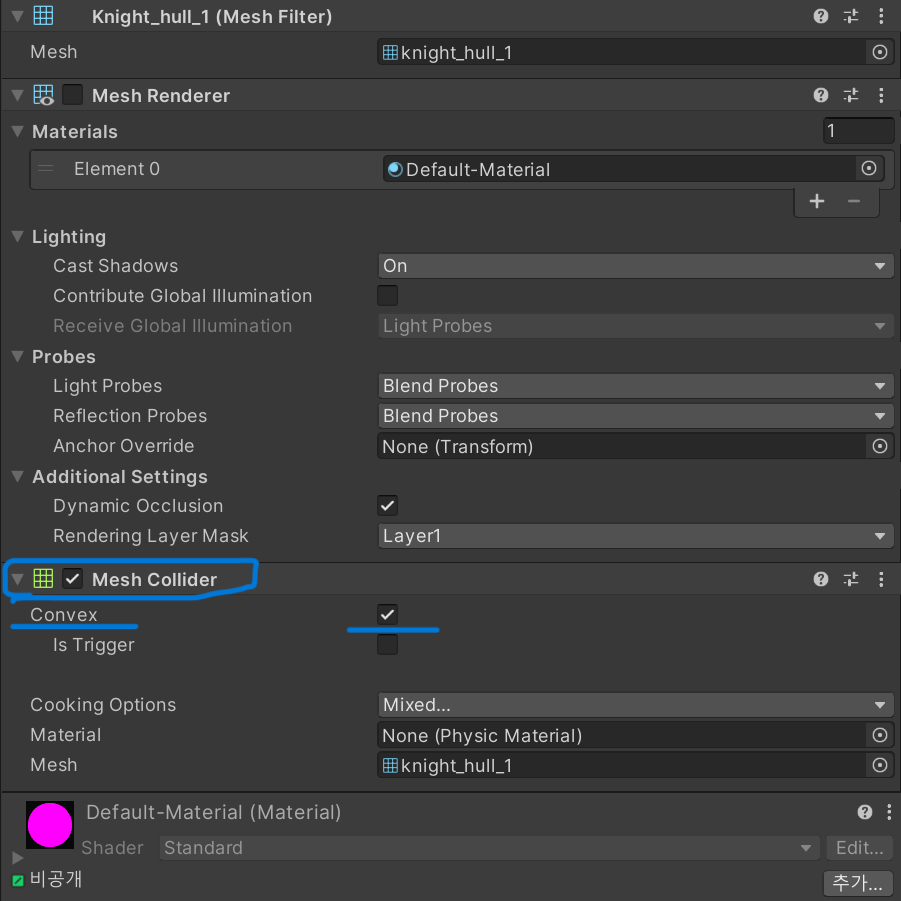 Knight_hull_1 (Mesh Filter)
Mesh knight_hull_1
Mesh Renderer
Materials 1
Element 0 Default-Material
+ −
Lighting
Cast Shadows On
Contribute Global Illumination
Receive Global Illumination Light Probes
Probes
Light Probes Blend Probes
Reflection Probes Blend Probes
Anchor Override None (Transform)
Additional Settings
Dynamic Occlusion
Rendering Layer Mask Layer1
Mesh Collider
Convex
Is Trigger
Cooking Options Mixed...
Material None (Physic Material)
Mesh knight_hull_1
Default-Material (Material)
Shader Standard Edit...
비공개 추가...